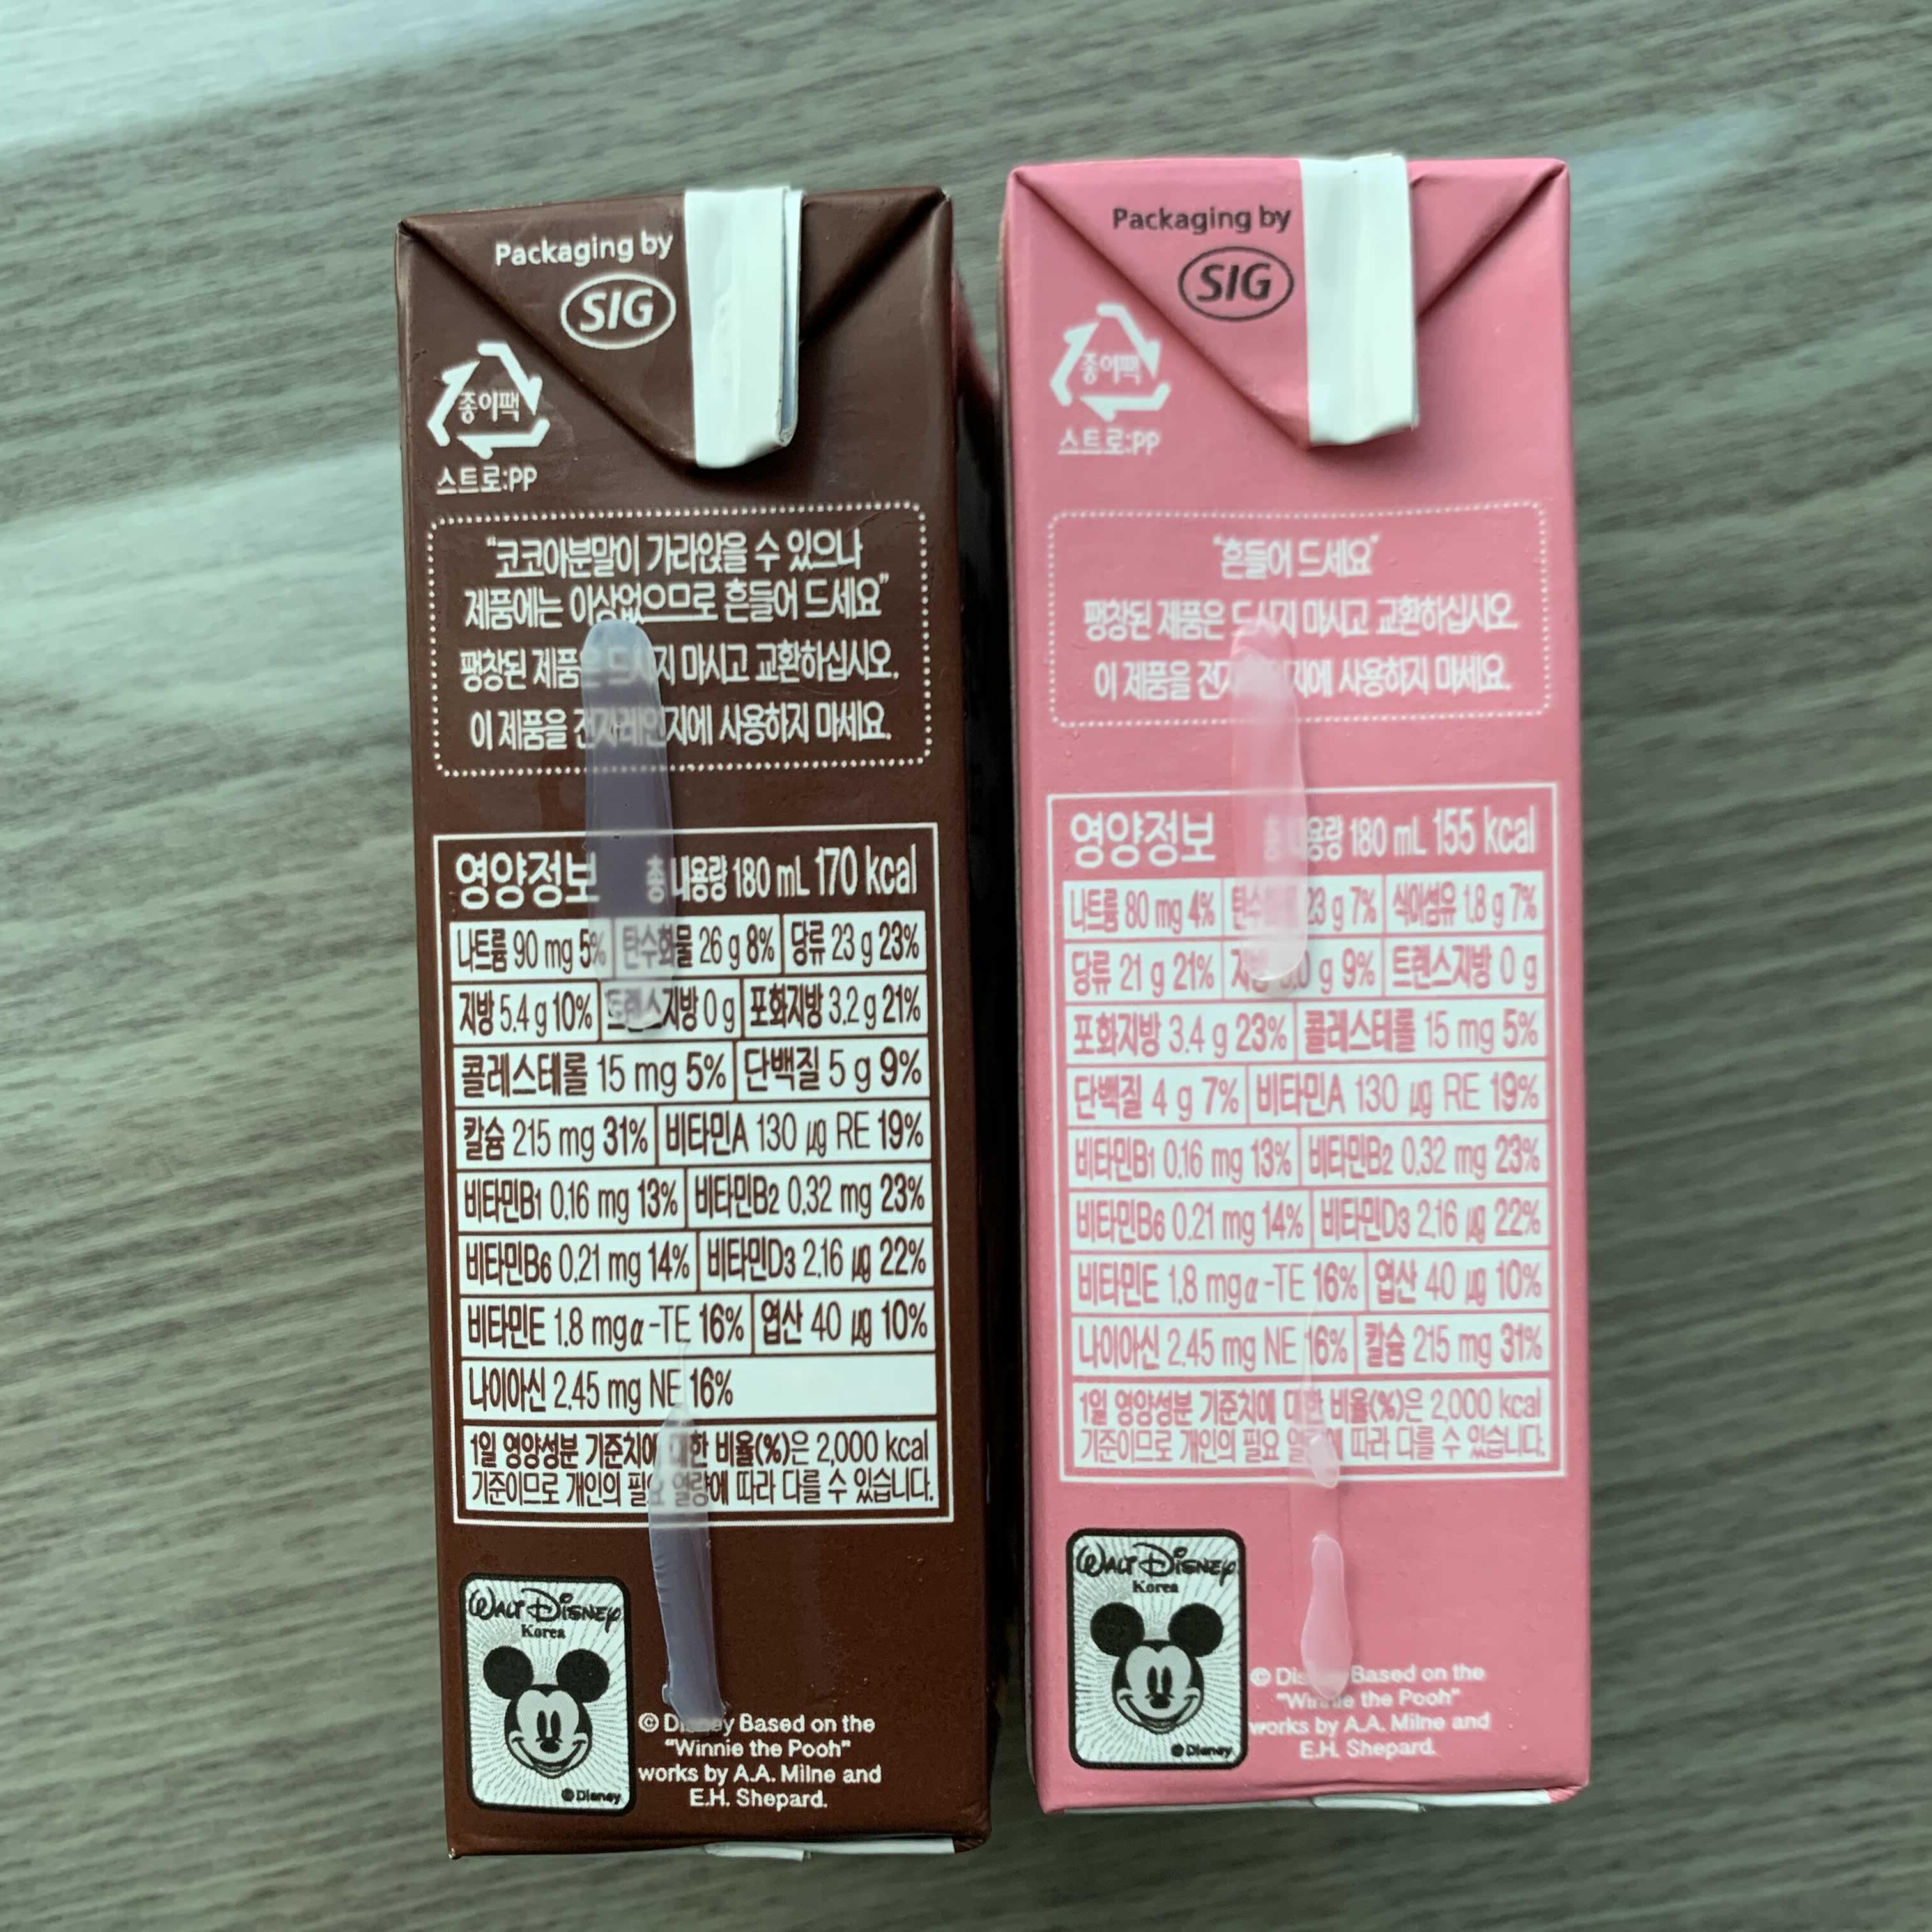 Packaging by
SIG
종이팩
스트로:PP
"코코아분말이 가라앉을 수 있으나
제품에는 이상없으므로 흔들어 드세요"
팽창된 제품은 드시지 마시고 교환하십시오.
이 제품을 전자레인지에 사용하지 마세요.
영양정보 총 내용량 180 mL 170 kcal
나트륨 90 mg 5% 탄수화물 26 g 8% 당류 23 g 23%
지방 5.4 g 10% 트랜스지방 0 g 포화지방 3.2 g 21%
콜레스테롤 15 mg 5% 단백질 5 g 9%
칼슘 215 mg 31% 비타민A 130 μg RE 19%
비타민B1 0.16 mg 13% 비타민B2 0.32 mg 23%
비타민B6 0.21 mg 14% 비타민D3 2.16 μg 22%
비타민E 1.8 mgα-TE 16% 엽산 40 μg 10%
나이아신 2.45 mg NE 16%
1일 영양성분 기준치에 대한 비율(%)은 2,000 kcal
기준이므로 개인의 필요 열량에 따라 다를 수 있습니다.
WALT DISNEY
Korea
©Disney
© Disney Based on the
"Winnie the Pooh"
works by A.A. Milne and
E.H. Shepard.
Packaging by
SIG
종이팩
스트로:PP
"흔들어 드세요"
팽창된 제품은 드시지 마시고 교환하십시오.
이 제품을 사용하지 마세요.
영양정보 총 내용량 180 mL 155 kcal
나트륨 80 mg 4% 탄수화물 23 g 7% 식이섬유 1.8 g 7%
당류 21 g 21% 지방 g 9% 트랜스지방 0 g
포화지방 3.4 g 23% 콜레스테롤 15 mg 5%
단백질 4 g 7% 비타민A 130 μg RE 19%
비타민B1 0.16 mg 13% 비타민B2 0.32 mg 23%
비타민B6 0.21 mg 14% 비타민D3 2.16 μg 22%
비타민E 1.8 mgα-TE 16% 엽산 40 μg 10%
나이아신 2.45 mg NE 16% 칼슘 215 mg 31%
1일 영양성분 기준치에 대한 비율(%)은 2,000 kcal
기준이므로 개인의 필요 열량에 따라 다를 수 있습니다.
WALT DISNEY
Korea
©Disney
© Disney Based on the
"Winnie the Pooh"
works by A.A. Milne and
E.H. Shepard.